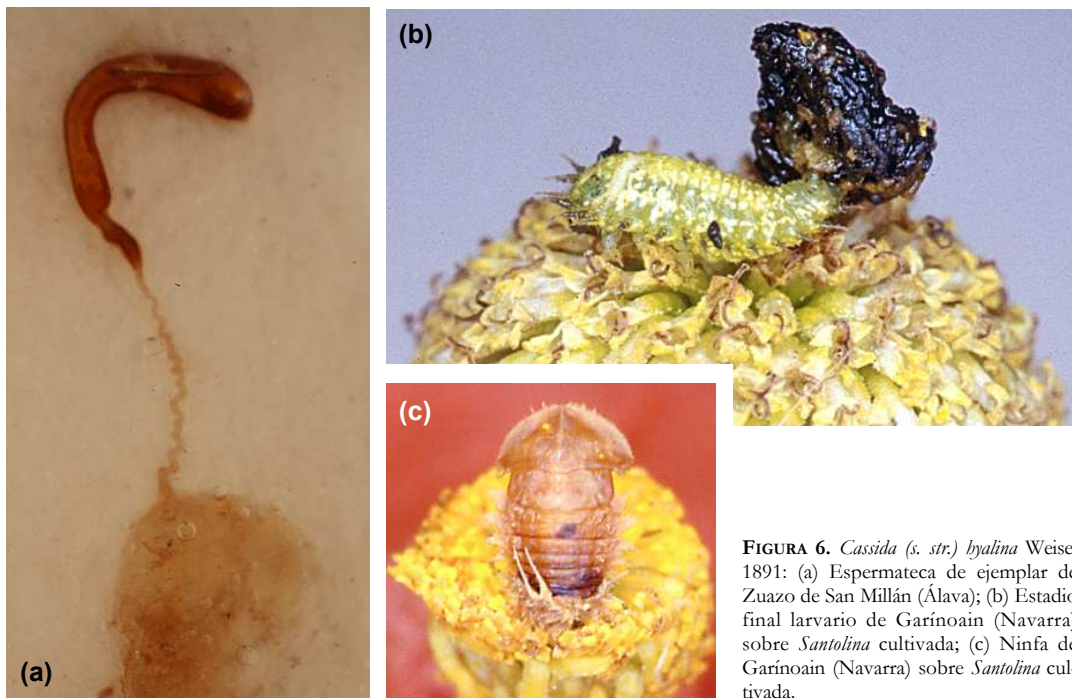 (a)
(b)
(c)
FIGURA 6. Cassida (s. str.) hyalina Weise,
1891: (a) Espermateca de ejemplar de
Zuazo de San Millán (Álava); (b) Estadio
final larvario de Garínoain (Navarra)
sobre Santolina cultivada; (c) Ninfa de
Garínoain (Navarra) sobre Santolina cul-
tivada.